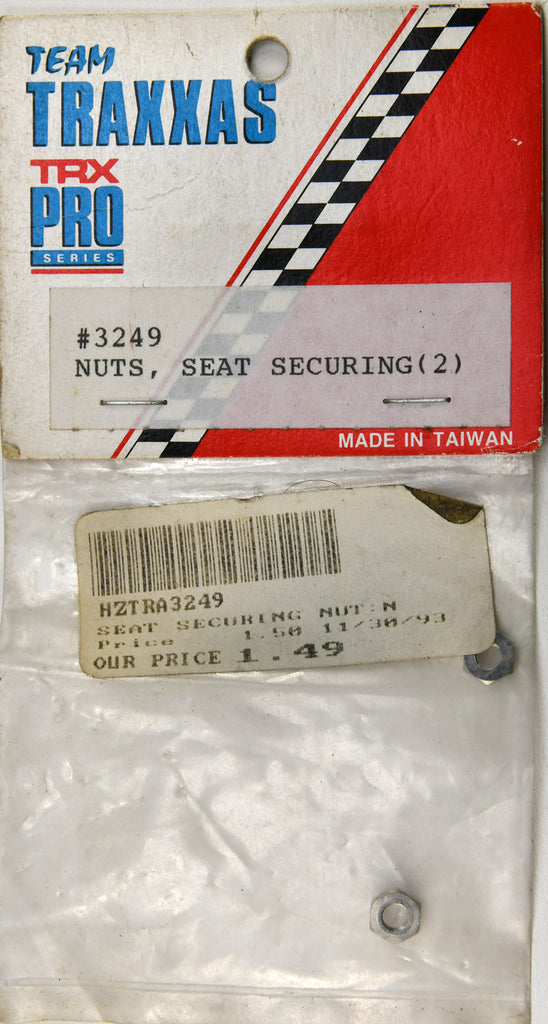 TEAM
TRAXXAS
TRX
PRO
SERIES
#3249
NUTS, SEAT SECURING(2)
MADE IN TAIWAN
HZTRA3249
SEAT SECURING NUT:N
Price 1.50 11/30/93
OUR PRICE 1.49